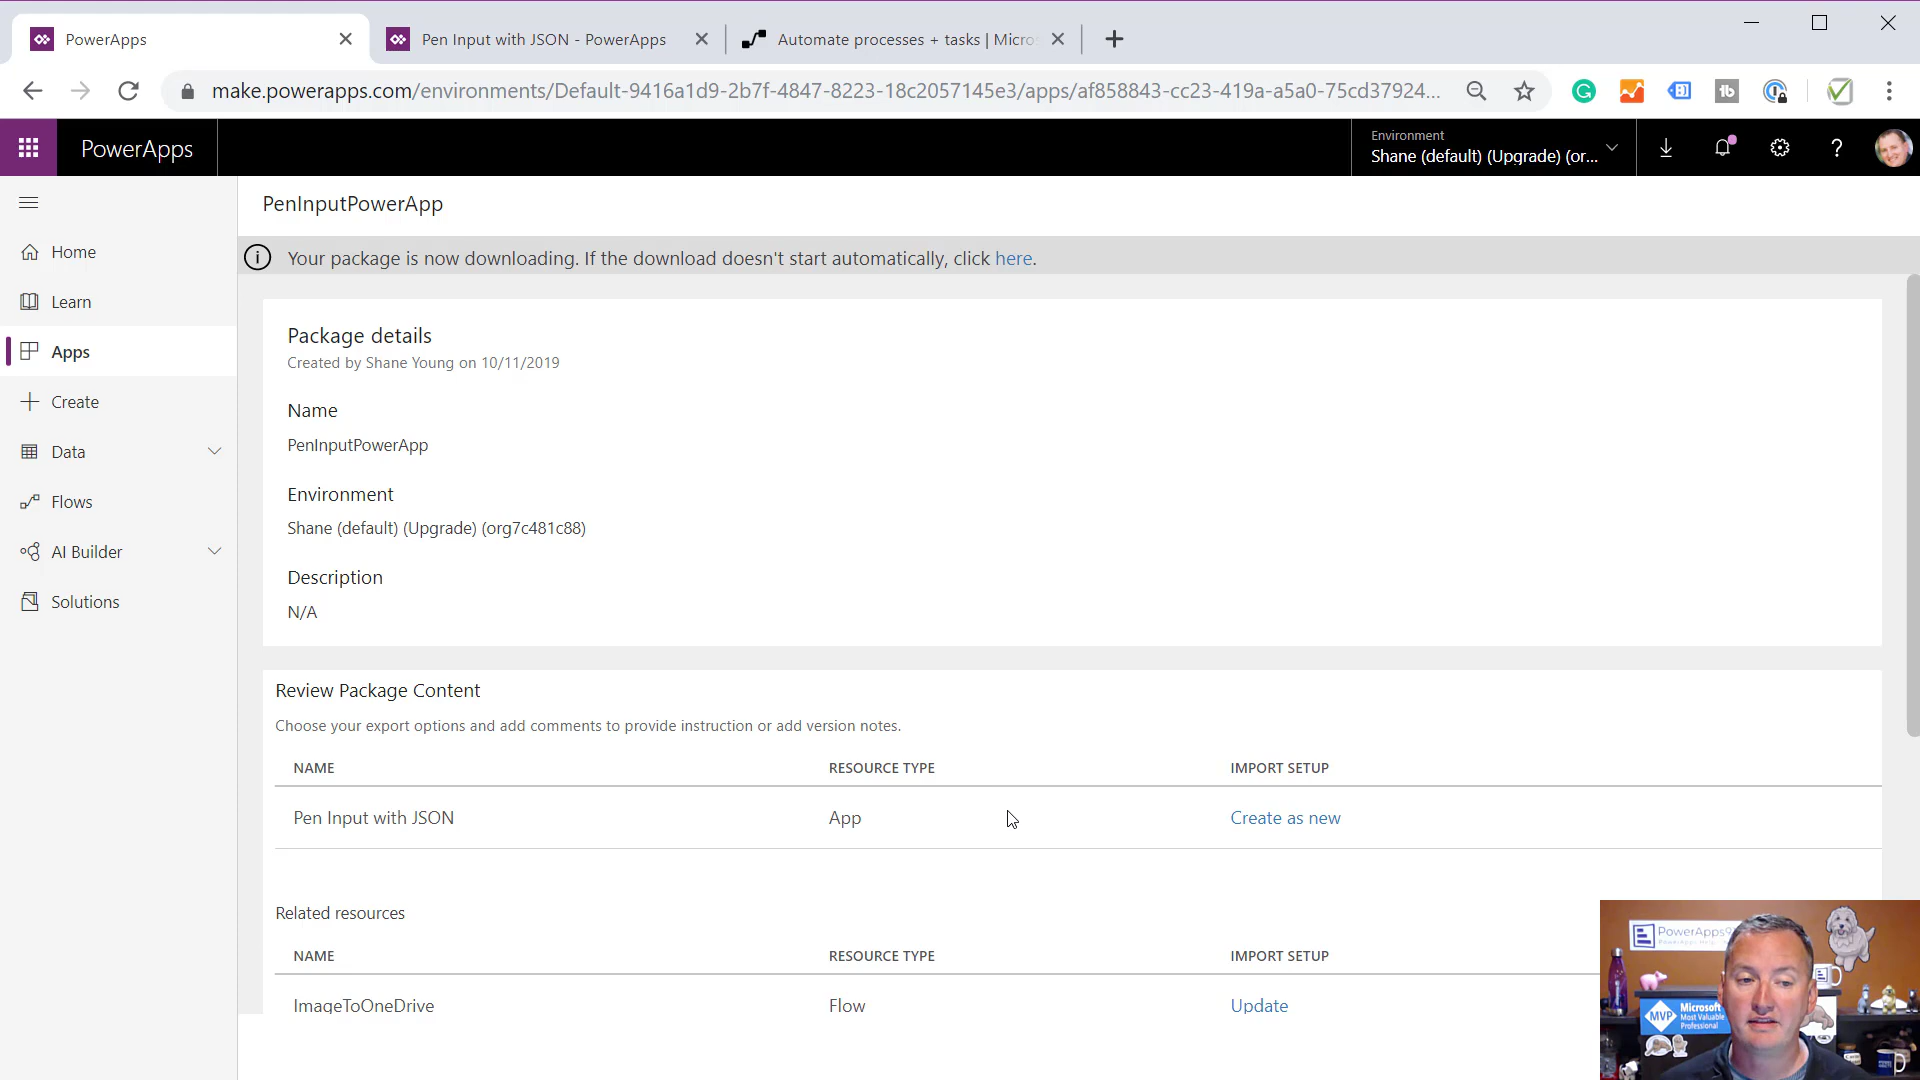 PowerApps
Pen Input with JSON - PowerApps
Automate processes + tasks | Micro
make.powerapps.com/environments/Default-9416a1d9-2b7f-4847-8223-18c2057145e3/apps/af858843-cc23-419a-a5a0-75cd37924...
PowerApps
Environment
Shane (default) (Upgrade) (or...
PenInputPowerApp
Home
Learn
Apps
Create
Data
Flows
AI Builder
Solutions
Your package is now downloading. If the download doesn't start automatically, click here.
Package details
Created by Shane Young on 10/11/2019
Name
PenInputPowerApp
Environment
Shane (default) (Upgrade) (org7c481c88)
Description
N/A
Review Package Content
Choose your export options and add comments to provide instruction or add version notes.
NAME RESOURCE TYPE IMPORT SETUP
Pen Input with JSON App Create as new
Related resources
NAME RESOURCE TYPE IMPORT SETUP
ImageToOneDrive Flow Update
PowerApps9
MVP
Microsoft
Most Valuable
Professional